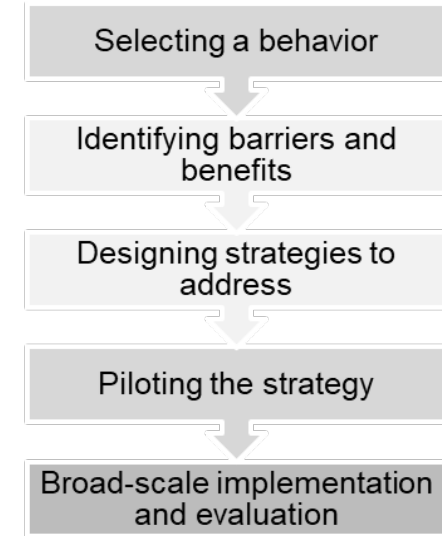 Selecting a behavior
Identifying barriers and
benefits
Designing strategies to
address
Piloting the strategy
Broad-scale implementation
and evaluation